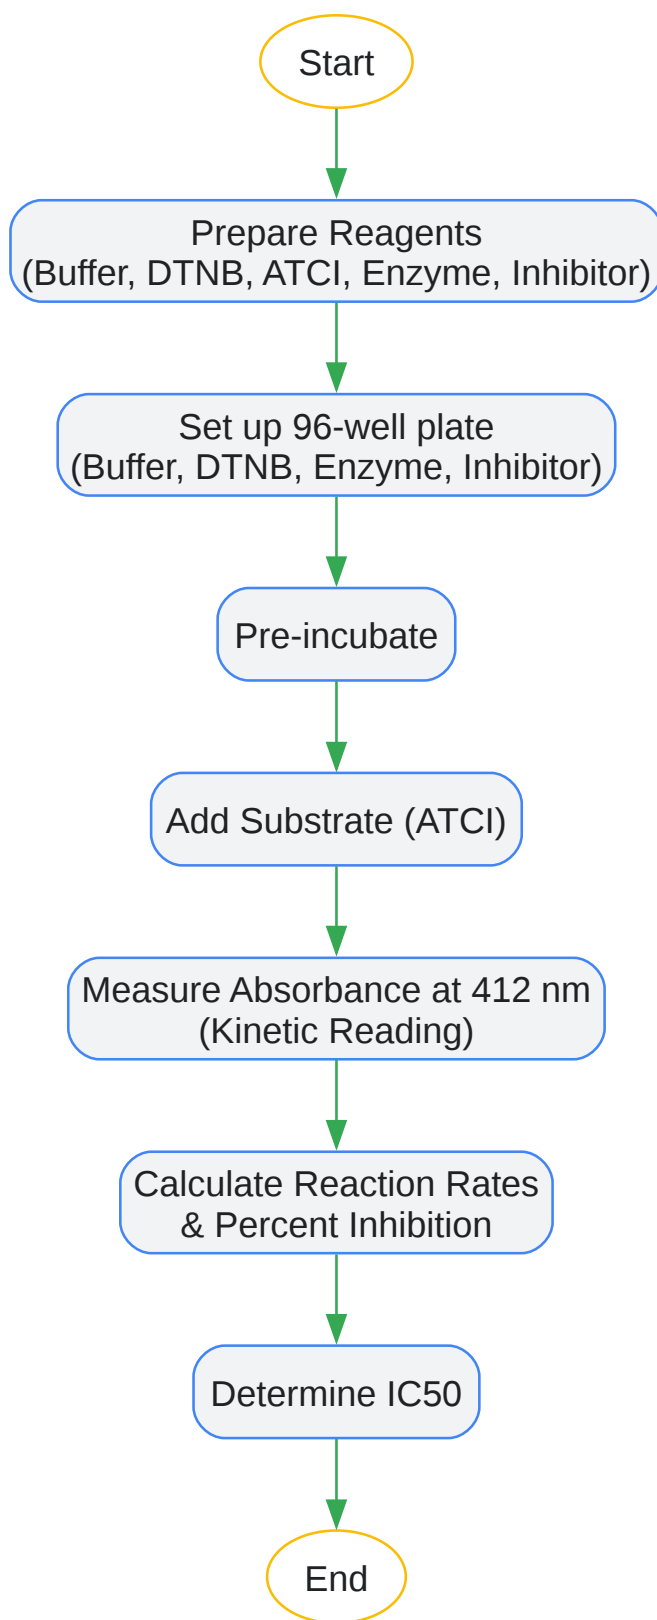 Start
Prepare Reagents
(Buffer, DTNB, ATCI, Enzyme, Inhibitor)
Set up 96-well plate
(Buffer, DTNB, Enzyme, Inhibitor)
Pre-incubate
Add Substrate (ATCI)
Measure Absorbance at 412 nm
(Kinetic Reading)
Calculate Reaction Rates
& Percent Inhibition
Determine IC50
End